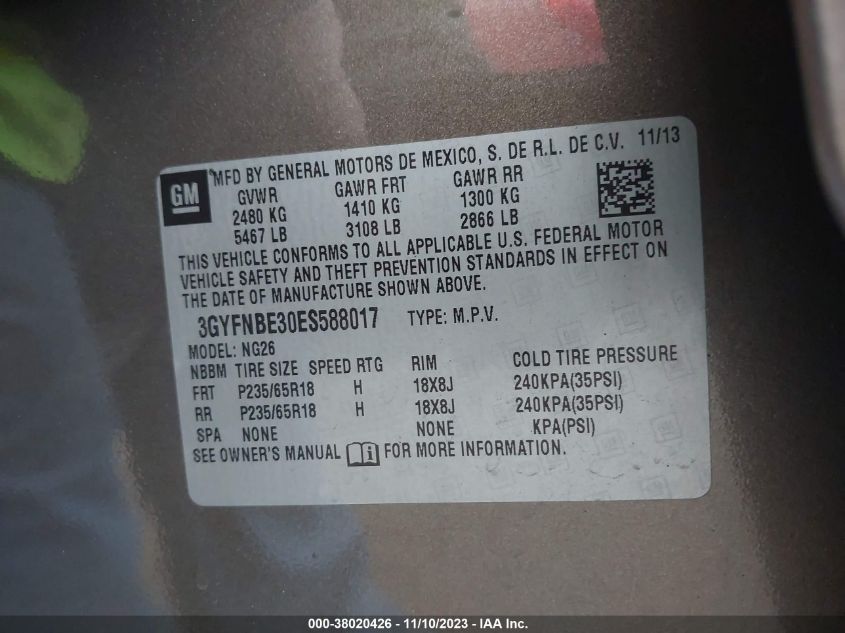 GM
MFD BY GENERAL MOTORS DE MEXICO, S. DE R.L. DE C.V. 11/13
GVWR GAWR FRT GAWR RR
2480 KG 1410 KG 1300 KG
5467 LB 3108 LB 2866 LB
THIS VEHICLE CONFORMS TO ALL APPLICABLE U.S. FEDERAL MOTOR
VEHICLE SAFETY AND THEFT PREVENTION STANDARDS IN EFFECT ON
THE DATE OF MANUFACTURE SHOWN ABOVE.
3GYFNBE30ES588017 TYPE: M.P.V.
MODEL: NG26
NBBM TIRE SIZE SPEED RTG RIM COLD TIRE PRESSURE
FRT P235/65R18 H 18X8J 240KPA(35PSI)
RR P235/65R18 H 18X8J 240KPA(35PSI)
SPA NONE NONE KPA(PSI)
SEE OWNER'S MANUAL FOR MORE INFORMATION.
000-38020426 - 11/10/2023 - IAA Inc.